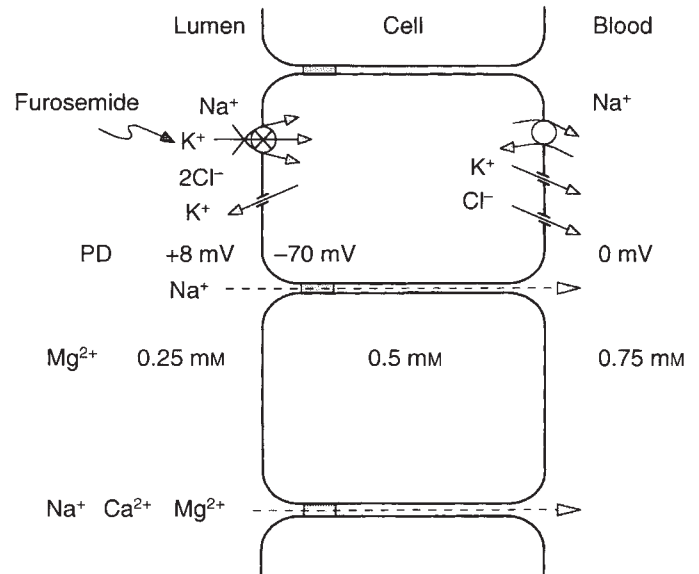 Lumen Cell Blood
Furosemide Na⁺ Na⁺
K⁺
2Cl⁻ K⁺
K⁺ Cl⁻
PD +8 mV −70 mV 0 mV
Na⁺
Mg²⁺ 0.25 mM 0.5 mM 0.75 mM
Na⁺ Ca²⁺ Mg²⁺